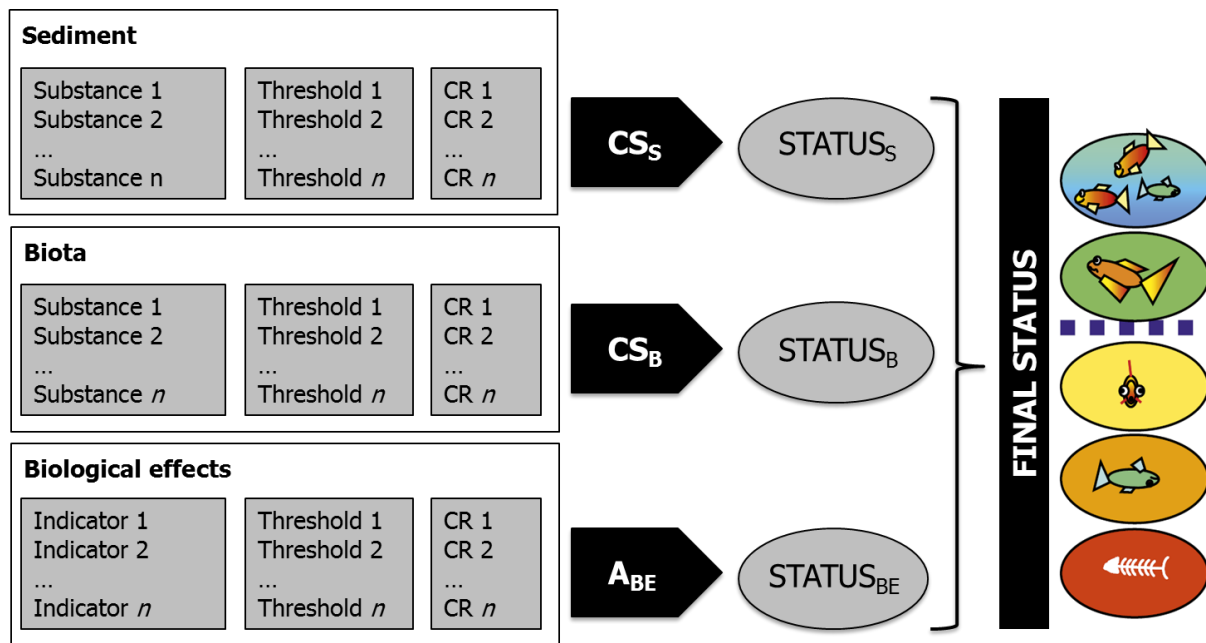 Sediment
Substance 1
Substance 2
...
Substance n
Threshold 1
Threshold 2
...
Threshold n
CR 1
CR 2
...
CR n
CSS
STATUSS
Biota
Substance 1
Substance 2
...
Substance n
Threshold 1
Threshold 2
...
Threshold n
CR 1
CR 2
...
CR n
CSB
STATUSB
Biological effects
Indicator 1
Indicator 2
...
Indicator n
Threshold 1
Threshold 2
...
Threshold n
CR 1
CR 2
...
CR n
ABE
STATUSBE
FINAL STATUS